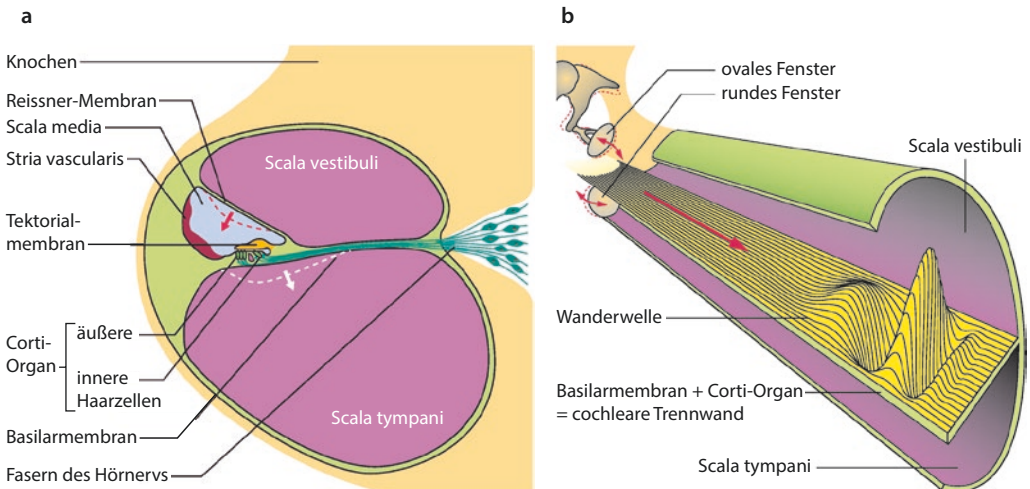 a
Knochen
Reissner-Membran
Scala media
Stria vascularis
Tektorial-
membran
Corti-
Organ
äußere
innere
Haarzellen
Basilarmembran
Fasern des Hörnervs
Scala vestibuli
Scala tympani
b
ovales Fenster
rundes Fenster
Scala vestibuli
Wanderwelle
Basilarmembran + Corti-Organ
= cochleare Trennwand
Scala tympani